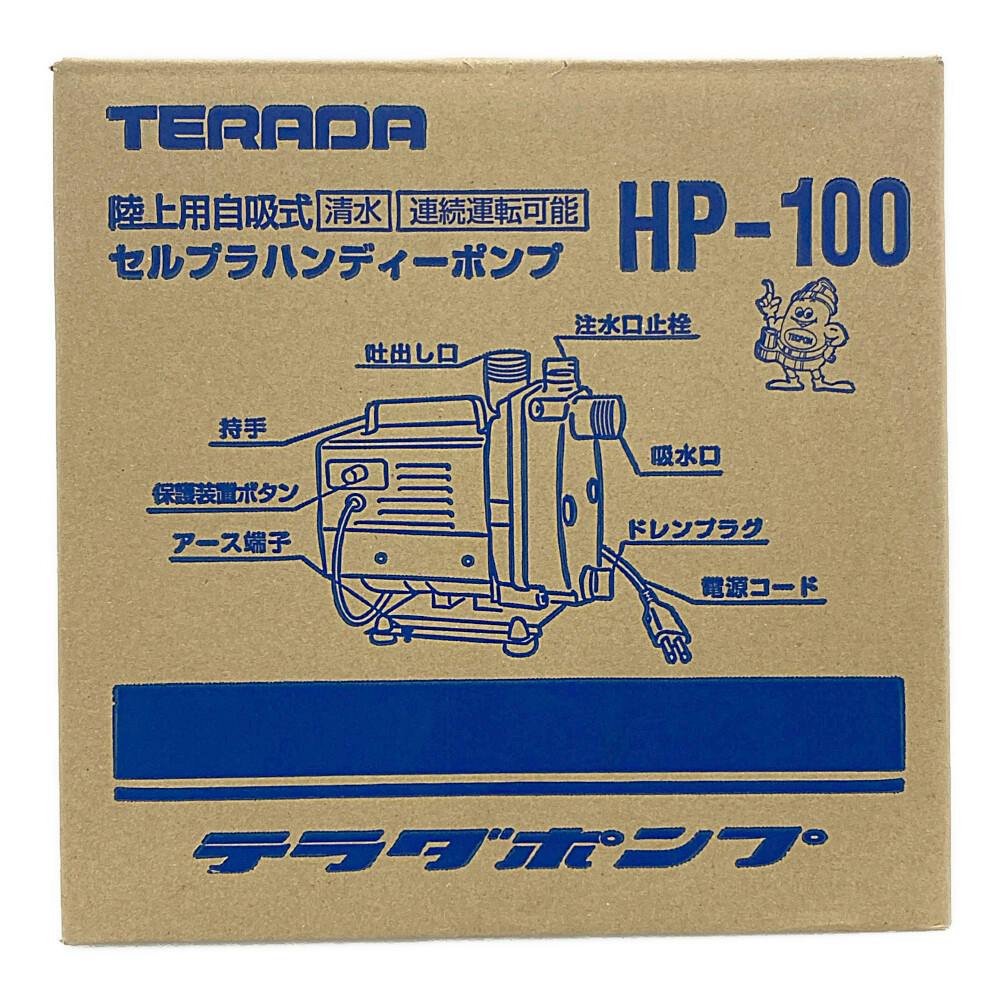 TERADA
陸上用自吸式 清水 連続運転可能
セルプラハンディーポンプ
HP-100
注水口止栓
吐出し口
TEEPON
持手
吸水口
保護装置ボタン
ドレンプラグ
アース端子
電源コード
テラダポンプ